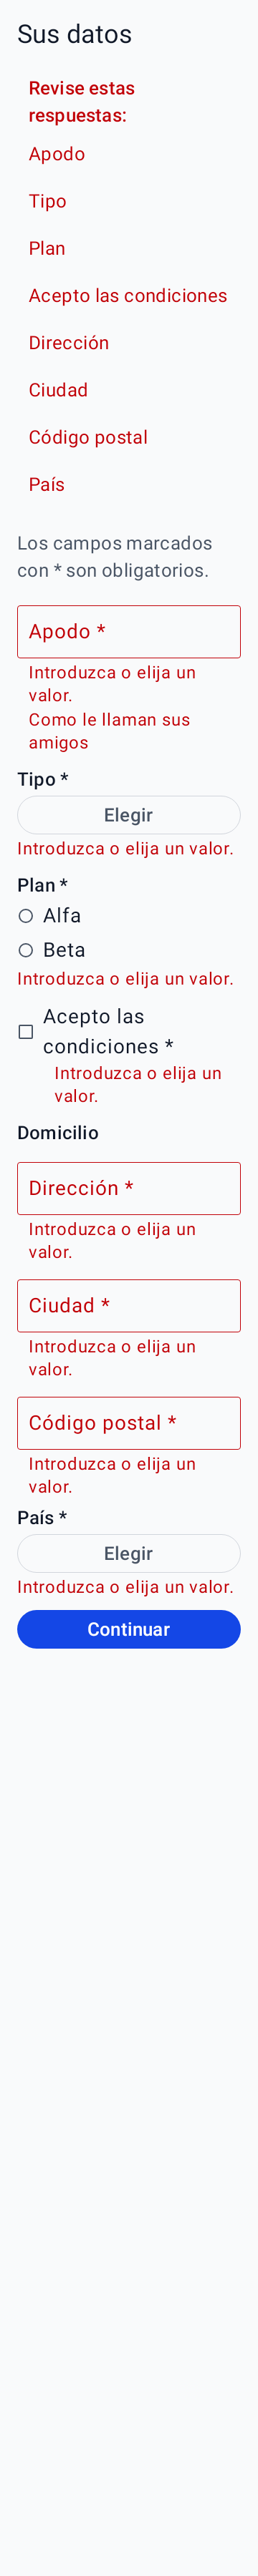 Sus datos
Revise estas
respuestas:
Apodo
Tipo
Plan
Acepto las condiciones
Dirección
Ciudad
Código postal
País
Los campos marcados
con * son obligatorios.
Apodo *
Introduzca o elija un
valor.
Como le llaman sus
amigos
Tipo *
Elegir
Introduzca o elija un valor.
Plan *
Alfa
Beta
Introduzca o elija un valor.
Acepto las
condiciones *
Introduzca o elija un
valor.
Domicilio
Dirección *
Introduzca o elija un
valor.
Ciudad *
Introduzca o elija un
valor.
Código postal *
Introduzca o elija un
valor.
País *
Elegir
Introduzca o elija un valor.
Continuar